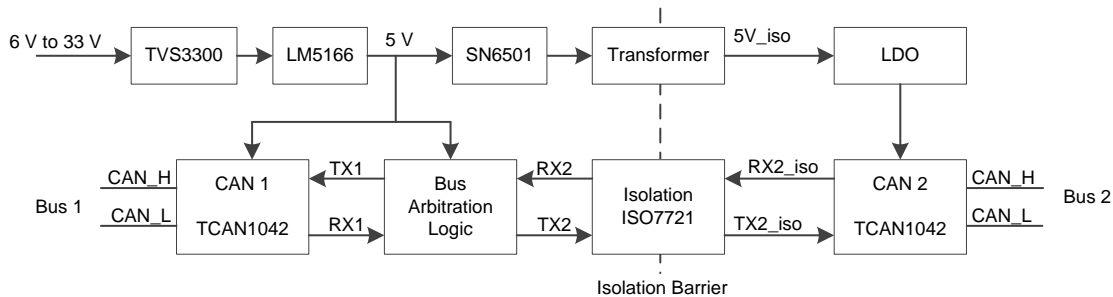 6 V to 33 V
TVS3300
LM5166
5 V
SN6501
Transformer
5V_iso
LDO
CAN_H
CAN_L
Bus 1
CAN 1
TCAN1042
TX1
RX1
Bus
Arbitration
Logic
RX2
TX2
Isolation
ISO7721
RX2_iso
TX2_iso
CAN 2
TCAN1042
CAN_H
CAN_L
Bus 2
Isolation Barrier